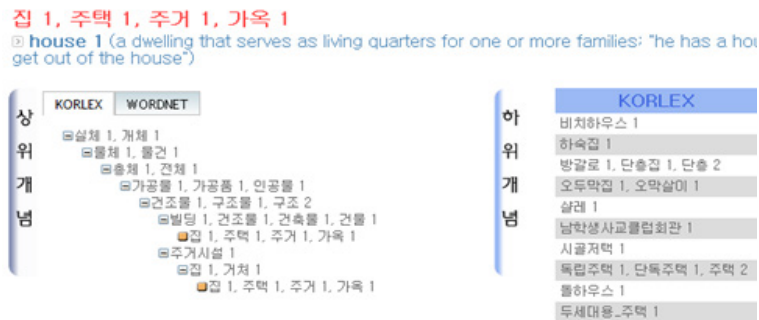 집 1, 주택 1, 주거 1, 가옥 1
house 1 (a dwelling that serves as living quarters for one or more families; "he has a hou
get out of the house")
상위개념
KORLEX WORDNET
실체 1, 개체 1
물체 1, 물건 1
총체 1, 전체 1
가공물 1, 가공품 1, 인공물 1
건조물 1, 구조물 1, 구조 2
빌딩 1, 건조물 1, 건축물 1, 건물 1
집 1, 주택 1, 주거 1, 가옥 1
주거시설 1
집 1, 거처 1
집 1, 주택 1, 주거 1, 가옥 1
하위개념
KORLEX
비치하우스 1
하숙집 1
방갈로 1, 단층집 1, 단층 2
오두막집 1, 오막살이 1
샬레 1
남학생사교클럽회관 1
시골저택 1
독립주택 1, 단독주택 1, 주택 2
돌하우스 1
두세대용_주택 1